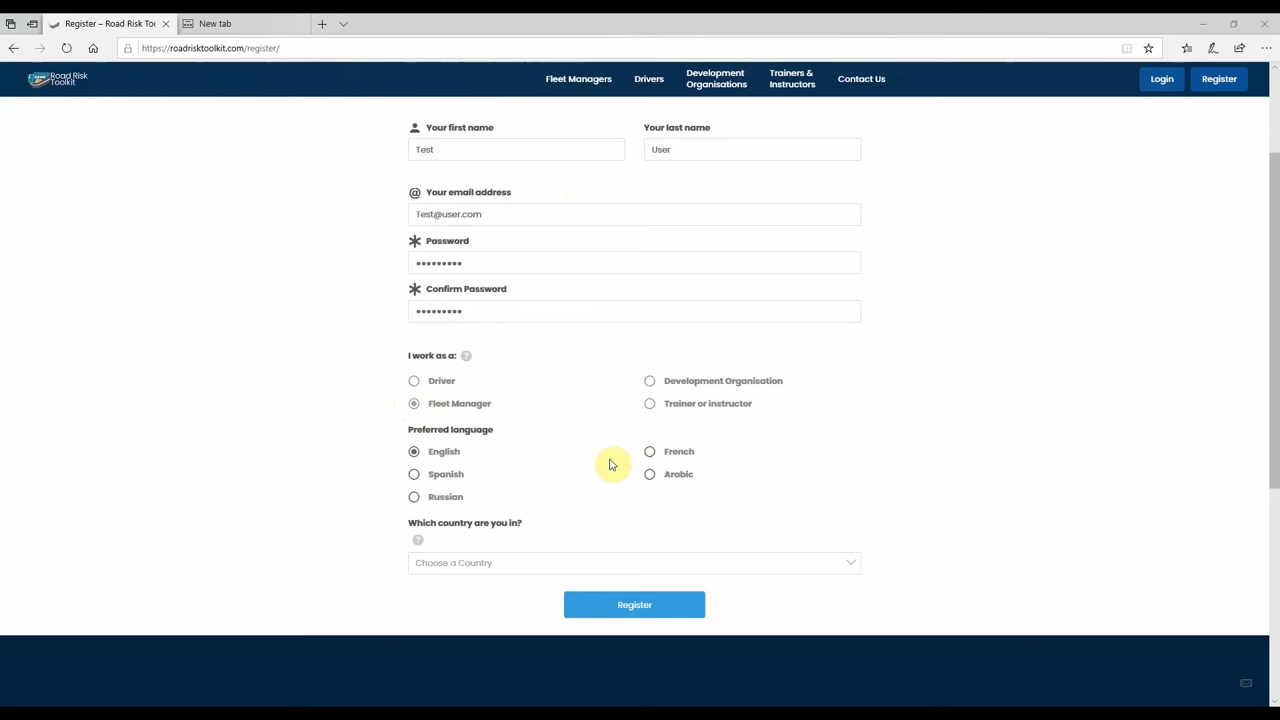 Register – Road Risk Too
New tab
https://roadrisktoolkit.com/register/
Road Risk
Toolkit
Fleet Managers
Drivers
Development
Organisations
Trainers &
Instructors
Contact Us
Login
Register
Your first name
Your last name
Test
User
@ Your email address
Test@user.com
Password
•••••••••
Confirm Password
•••••••••
I work as a: ?
Driver
Development Organisation
Fleet Manager
Trainer or instructor
Preferred language
English
French
Spanish
Arabic
Russian
Which country are you in?
?
Choose a Country
Register